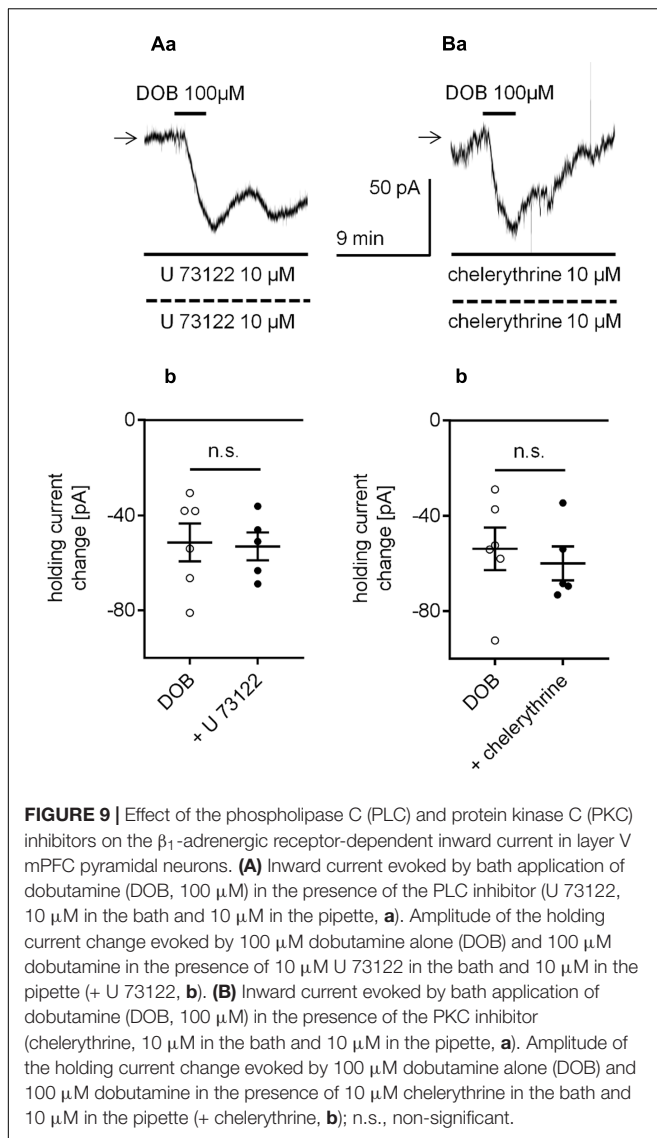 Aa
DOB 100µM
→
U 73122 10 µM
U 73122 10 µM
50 pA
9 min
Ba
DOB 100µM
→
chelerythrine 10 µM
chelerythrine 10 µM
b
holding current
change [pA]
0
-40
-80
n.s.
DOB
+ U 73122
b
holding current
change [pA]
0
-40
-80
n.s.
DOB
+ chelerythrine
FIGURE 9 | Effect of the phospholipase C (PLC) and protein kinase C (PKC)
inhibitors on the β₁-adrenergic receptor-dependent inward current in layer V
mPFC pyramidal neurons. (A) Inward current evoked by bath application of
dobutamine (DOB, 100 µM) in the presence of the PLC inhibitor (U 73122,
10 µM in the bath and 10 µM in the pipette, a). Amplitude of the holding
current change evoked by 100 µM dobutamine alone (DOB) and 100 µM
dobutamine in the presence of 10 µM U 73122 in the bath and 10 µM in the
pipette (+ U 73122, b). (B) Inward current evoked by bath application of
dobutamine (DOB, 100 µM) in the presence of the PKC inhibitor
(chelerythrine, 10 µM in the bath and 10 µM in the pipette, a). Amplitude of
the holding current change evoked by 100 µM dobutamine alone (DOB) and
100 µM dobutamine in the presence of 10 µM chelerythrine in the bath and
10 µM in the pipette (+ chelerythrine, b); n.s., non-significant.